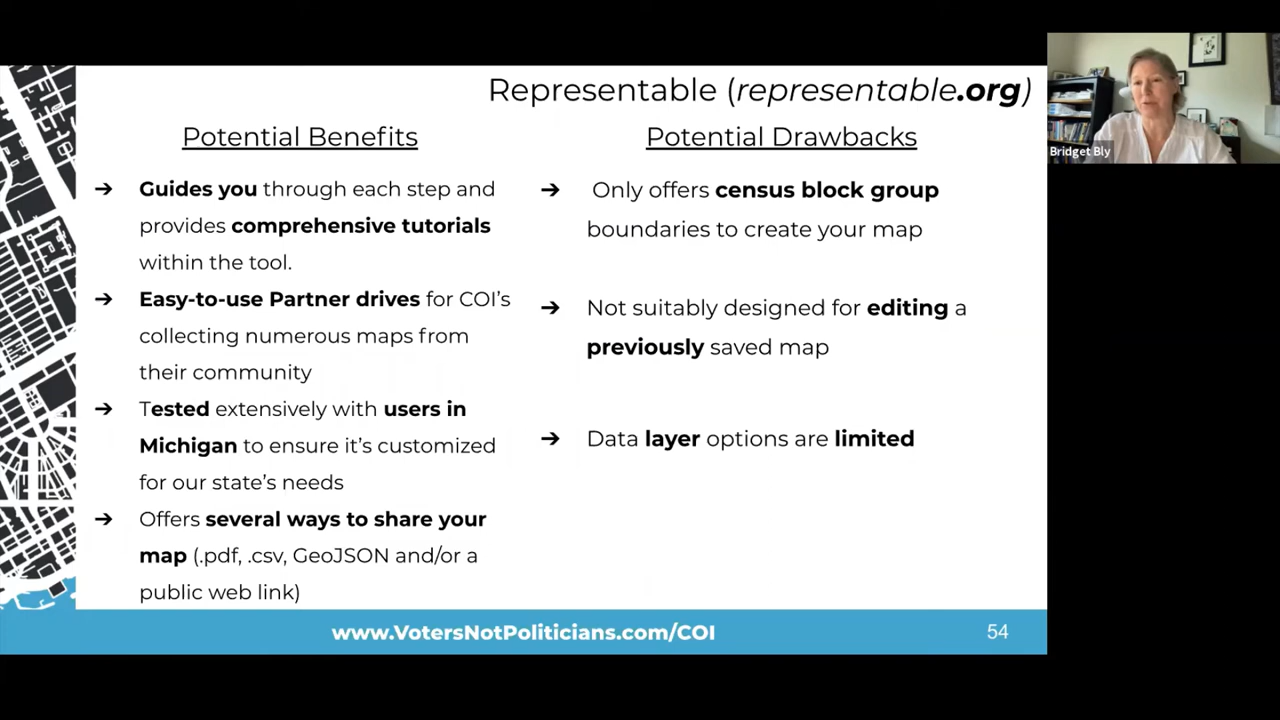 Representable (representable.org)
Potential Benefits
➔ Guides you through each step and
provides comprehensive tutorials
within the tool.
➔ Easy-to-use Partner drives for COI's
collecting numerous maps from
their community
➔ Tested extensively with users in
Michigan to ensure it's customized
for our state's needs
➔ Offers several ways to share your
map (.pdf, .csv, GeoJSON and/or a
public web link)
Potential Drawbacks
➔ Only offers census block group
boundaries to create your map
➔ Not suitably designed for editing a
previously saved map
➔ Data layer options are limited
www.VotersNotPoliticians.com/COI
54
Bridget Bly